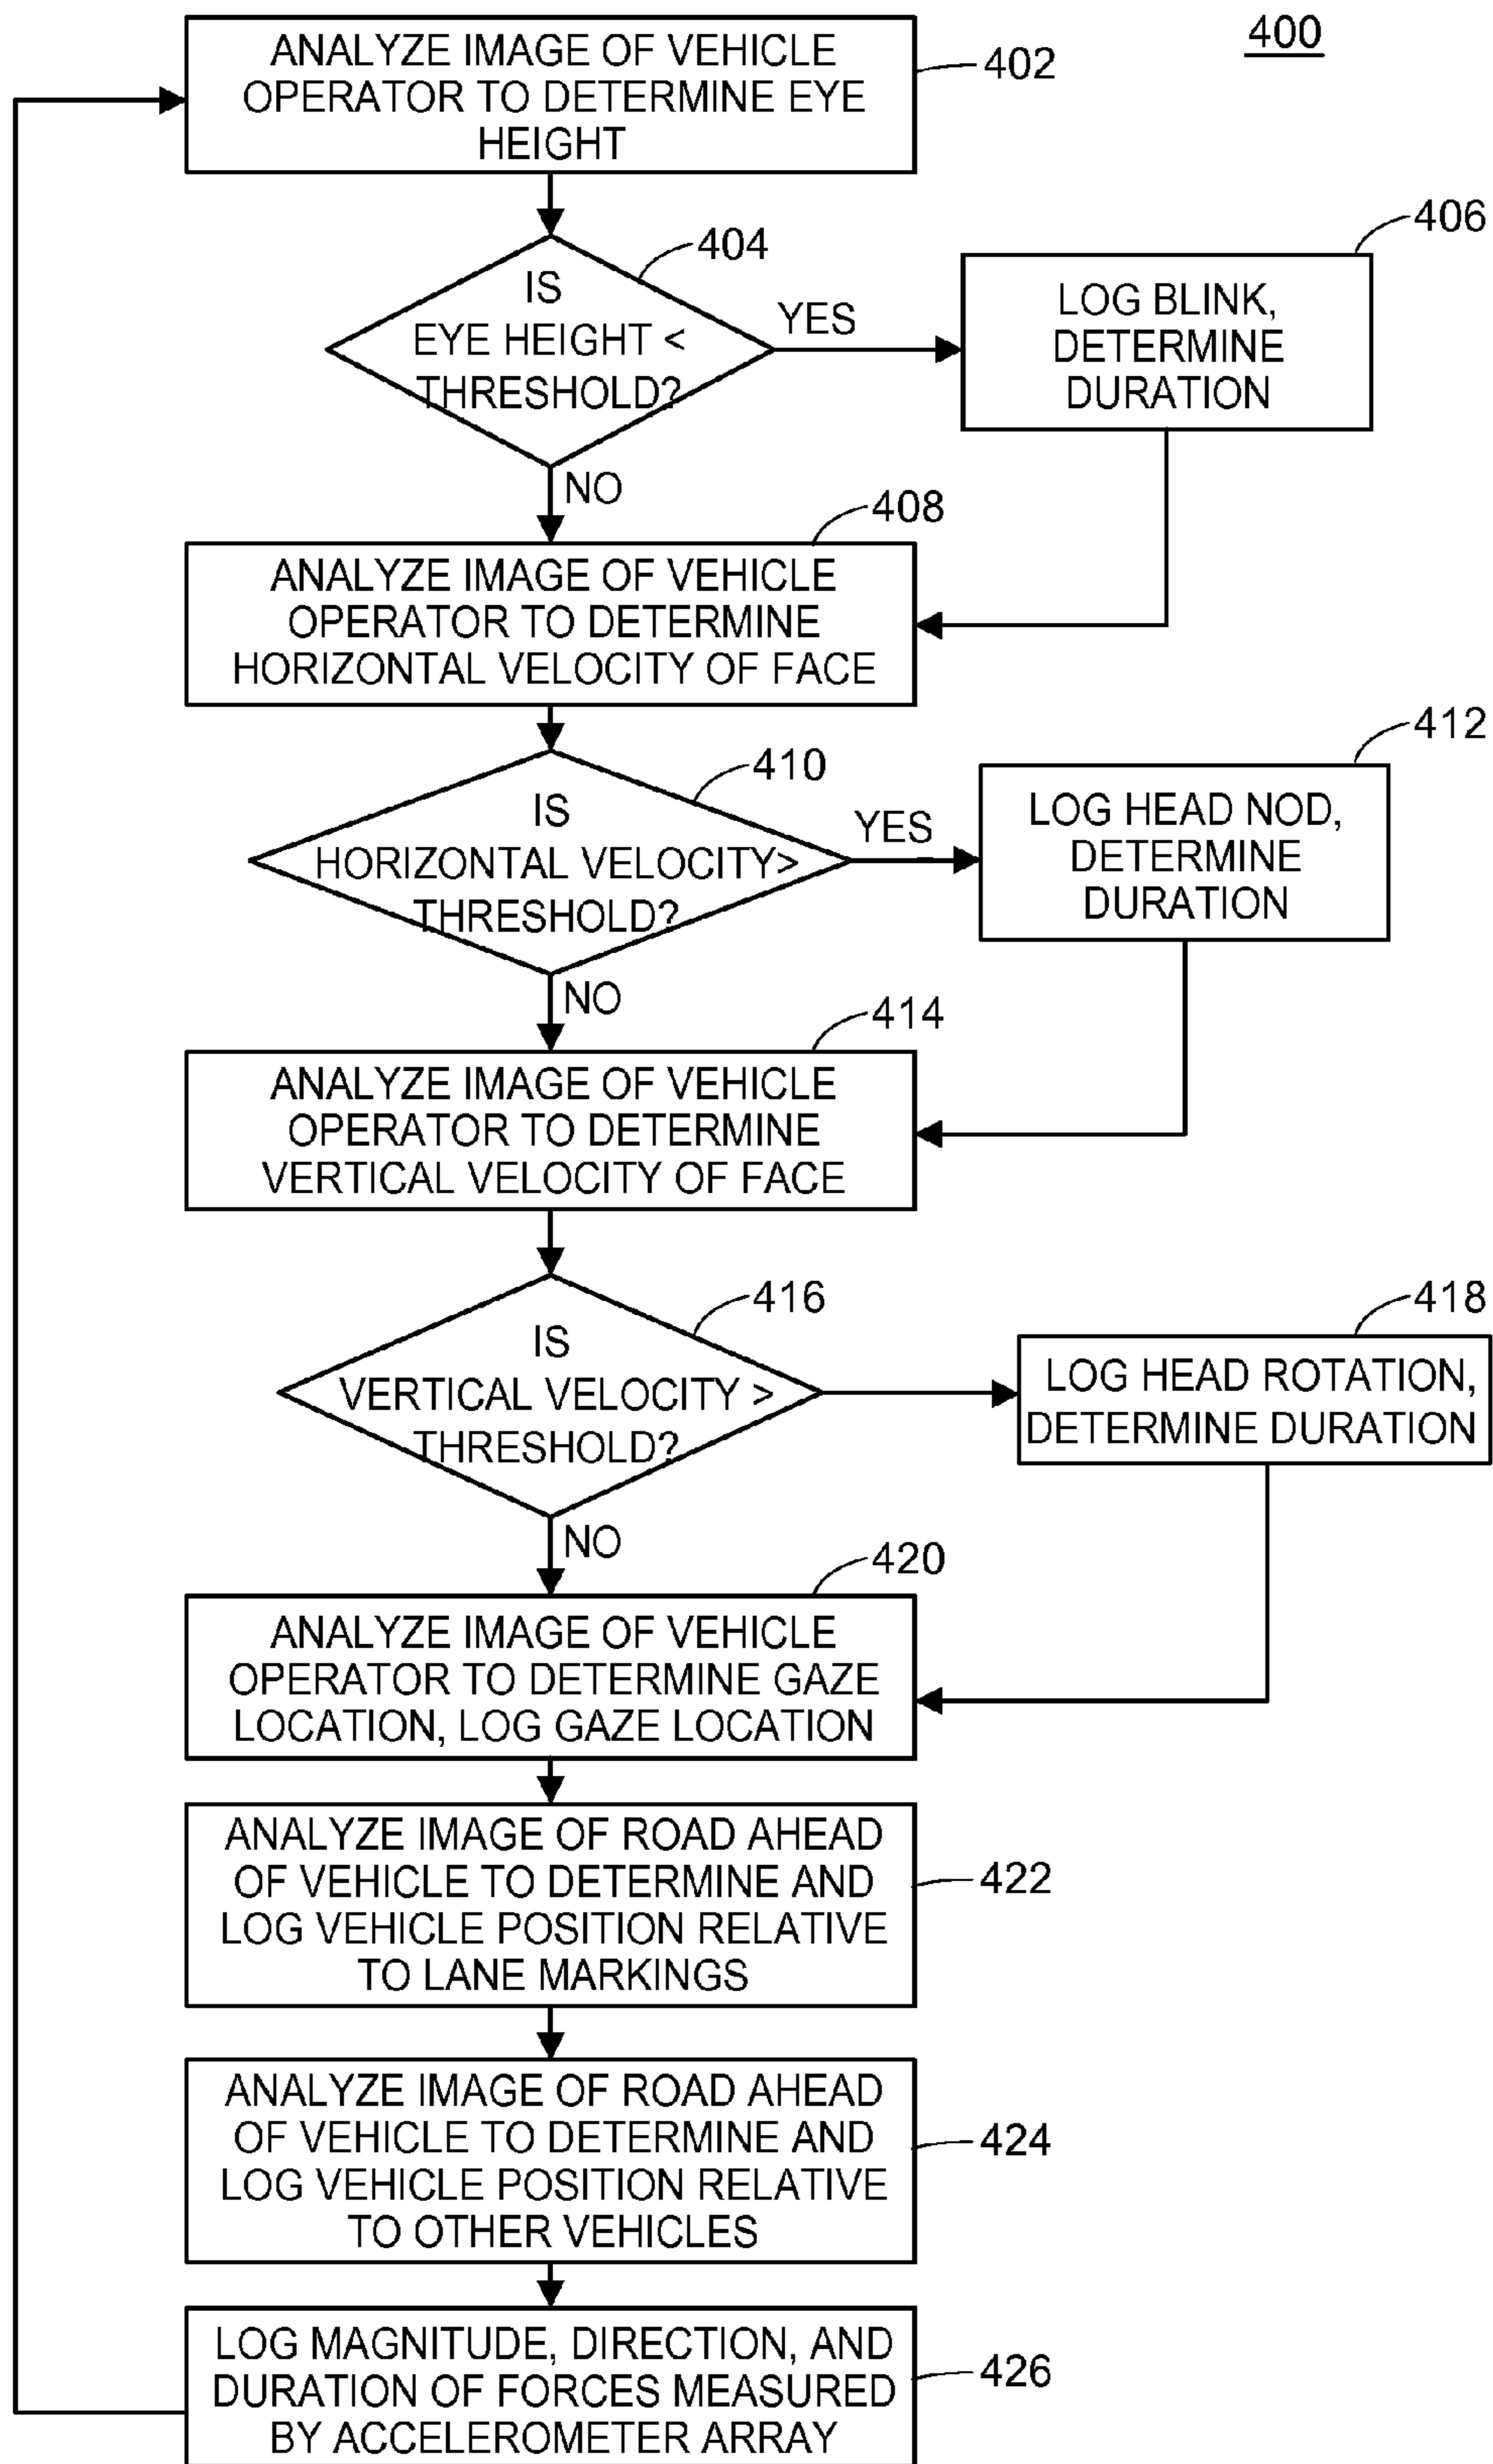 400
ANALYZE IMAGE OF VEHICLE
OPERATOR TO DETERMINE EYE
HEIGHT
402
IS
EYE HEIGHT <
THRESHOLD?
404
YES
LOG BLINK,
DETERMINE
DURATION
406
NO
ANALYZE IMAGE OF VEHICLE
OPERATOR TO DETERMINE
HORIZONTAL VELOCITY OF FACE
408
IS
HORIZONTAL VELOCITY>
THRESHOLD?
410
YES
LOG HEAD NOD,
DETERMINE
DURATION
412
NO
ANALYZE IMAGE OF VEHICLE
OPERATOR TO DETERMINE
VERTICAL VELOCITY OF FACE
414
IS
VERTICAL VELOCITY >
THRESHOLD?
416
LOG HEAD ROTATION,
DETERMINE DURATION
418
NO
ANALYZE IMAGE OF VEHICLE
OPERATOR TO DETERMINE GAZE
LOCATION, LOG GAZE LOCATION
420
ANALYZE IMAGE OF ROAD AHEAD
OF VEHICLE TO DETERMINE AND
LOG VEHICLE POSITION RELATIVE
TO LANE MARKINGS
422
ANALYZE IMAGE OF ROAD AHEAD
OF VEHICLE TO DETERMINE AND
LOG VEHICLE POSITION RELATIVE
TO OTHER VEHICLES
424
LOG MAGNITUDE, DIRECTION, AND
DURATION OF FORCES MEASURED
BY ACCELEROMETER ARRAY
426